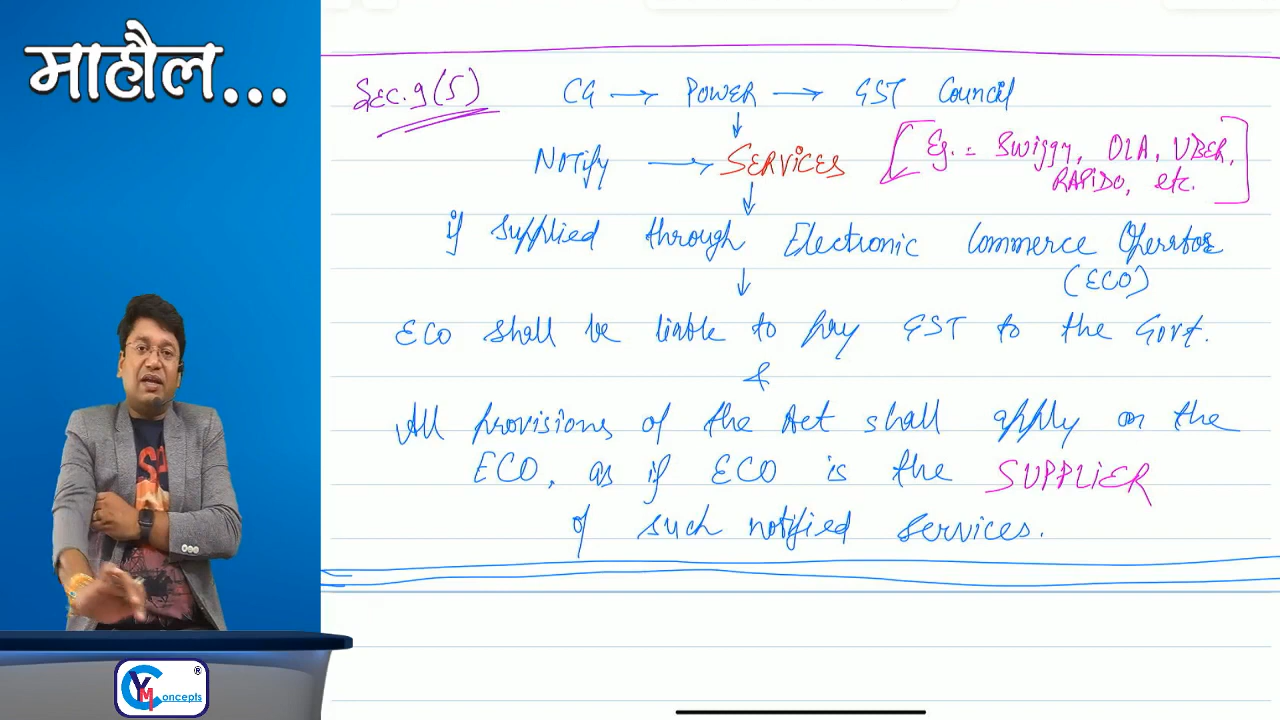 माहौल...
Sec. 9(5) CG → POWER → GST Council
Notify → SERVICES [Eg. = Swiggy, OLA, UBER,
RAPIDO, etc.]
if supplied through Electronic Commerce Operator
(ECO)
ECO shall be liable to pay GST to the Govt.
&
All provisions of the Act shall apply on the
ECO, as if ECO is the SUPPLIER
of such notified services.
CYM Concepts ®